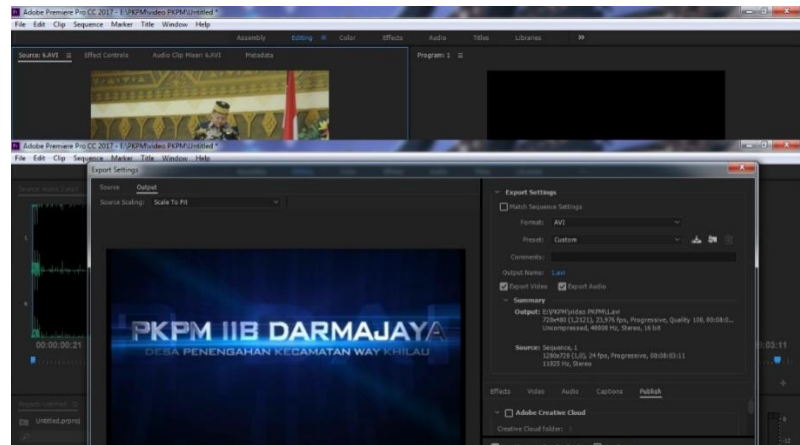 Adobe Premiere Pro CC 2017 - E:\PKPM\video PKPM\Untitled *
File Edit Clip Sequence Marker Title Window Help
Assembly Editing Color Effects Audio Titles Libraries
Source: 6.AVI Effect Controls Audio Clip Mixer: 6.AVI Metadata Program: 1
Adobe Premiere Pro CC 2017 - E:\PKPM\video PKPM\Untitled *
File Edit Clip Sequence Marker Title Window Help
Export Settings
Source Output
Source Scaling: Scale To Fit
Export Settings
Match Sequence Settings
Format: AVI
Preset: Custom
Comments:
Output Name: 1.avi
Export Video Export Audio
Summary
Output: E:\PKPM\video PKPM\1.avi
720x480 (1,2121), 23,976 fps, Progressive, Quality 100, 00:08:0...
Uncompressed, 48000 Hz, Stereo, 16 bit
Source: Sequence, 1
1280x720 (1,0), 24 fps, Progressive, 00:08:03:11
11025 Hz, Stereo
PKPM IIB DARMAJAYA
DESA PENENGAHAN KECAMATAN WAY KHILAU
00:00:00:21
03:11
Effects Video Audio Captions Publish
Adobe Creative Cloud
Creative Cloud Folder:
Project: Untitled
Untitled.prproj